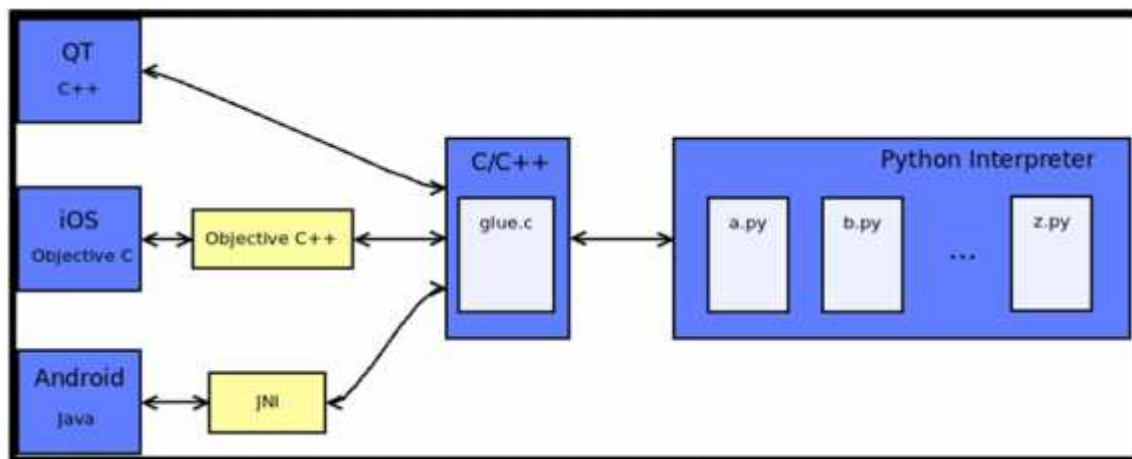 QT
C++
iOS
Objective C
Objective C++
Android
Java
JNI
C/C++
glue.c
Python Interpreter
a.py
b.py
...
z.py